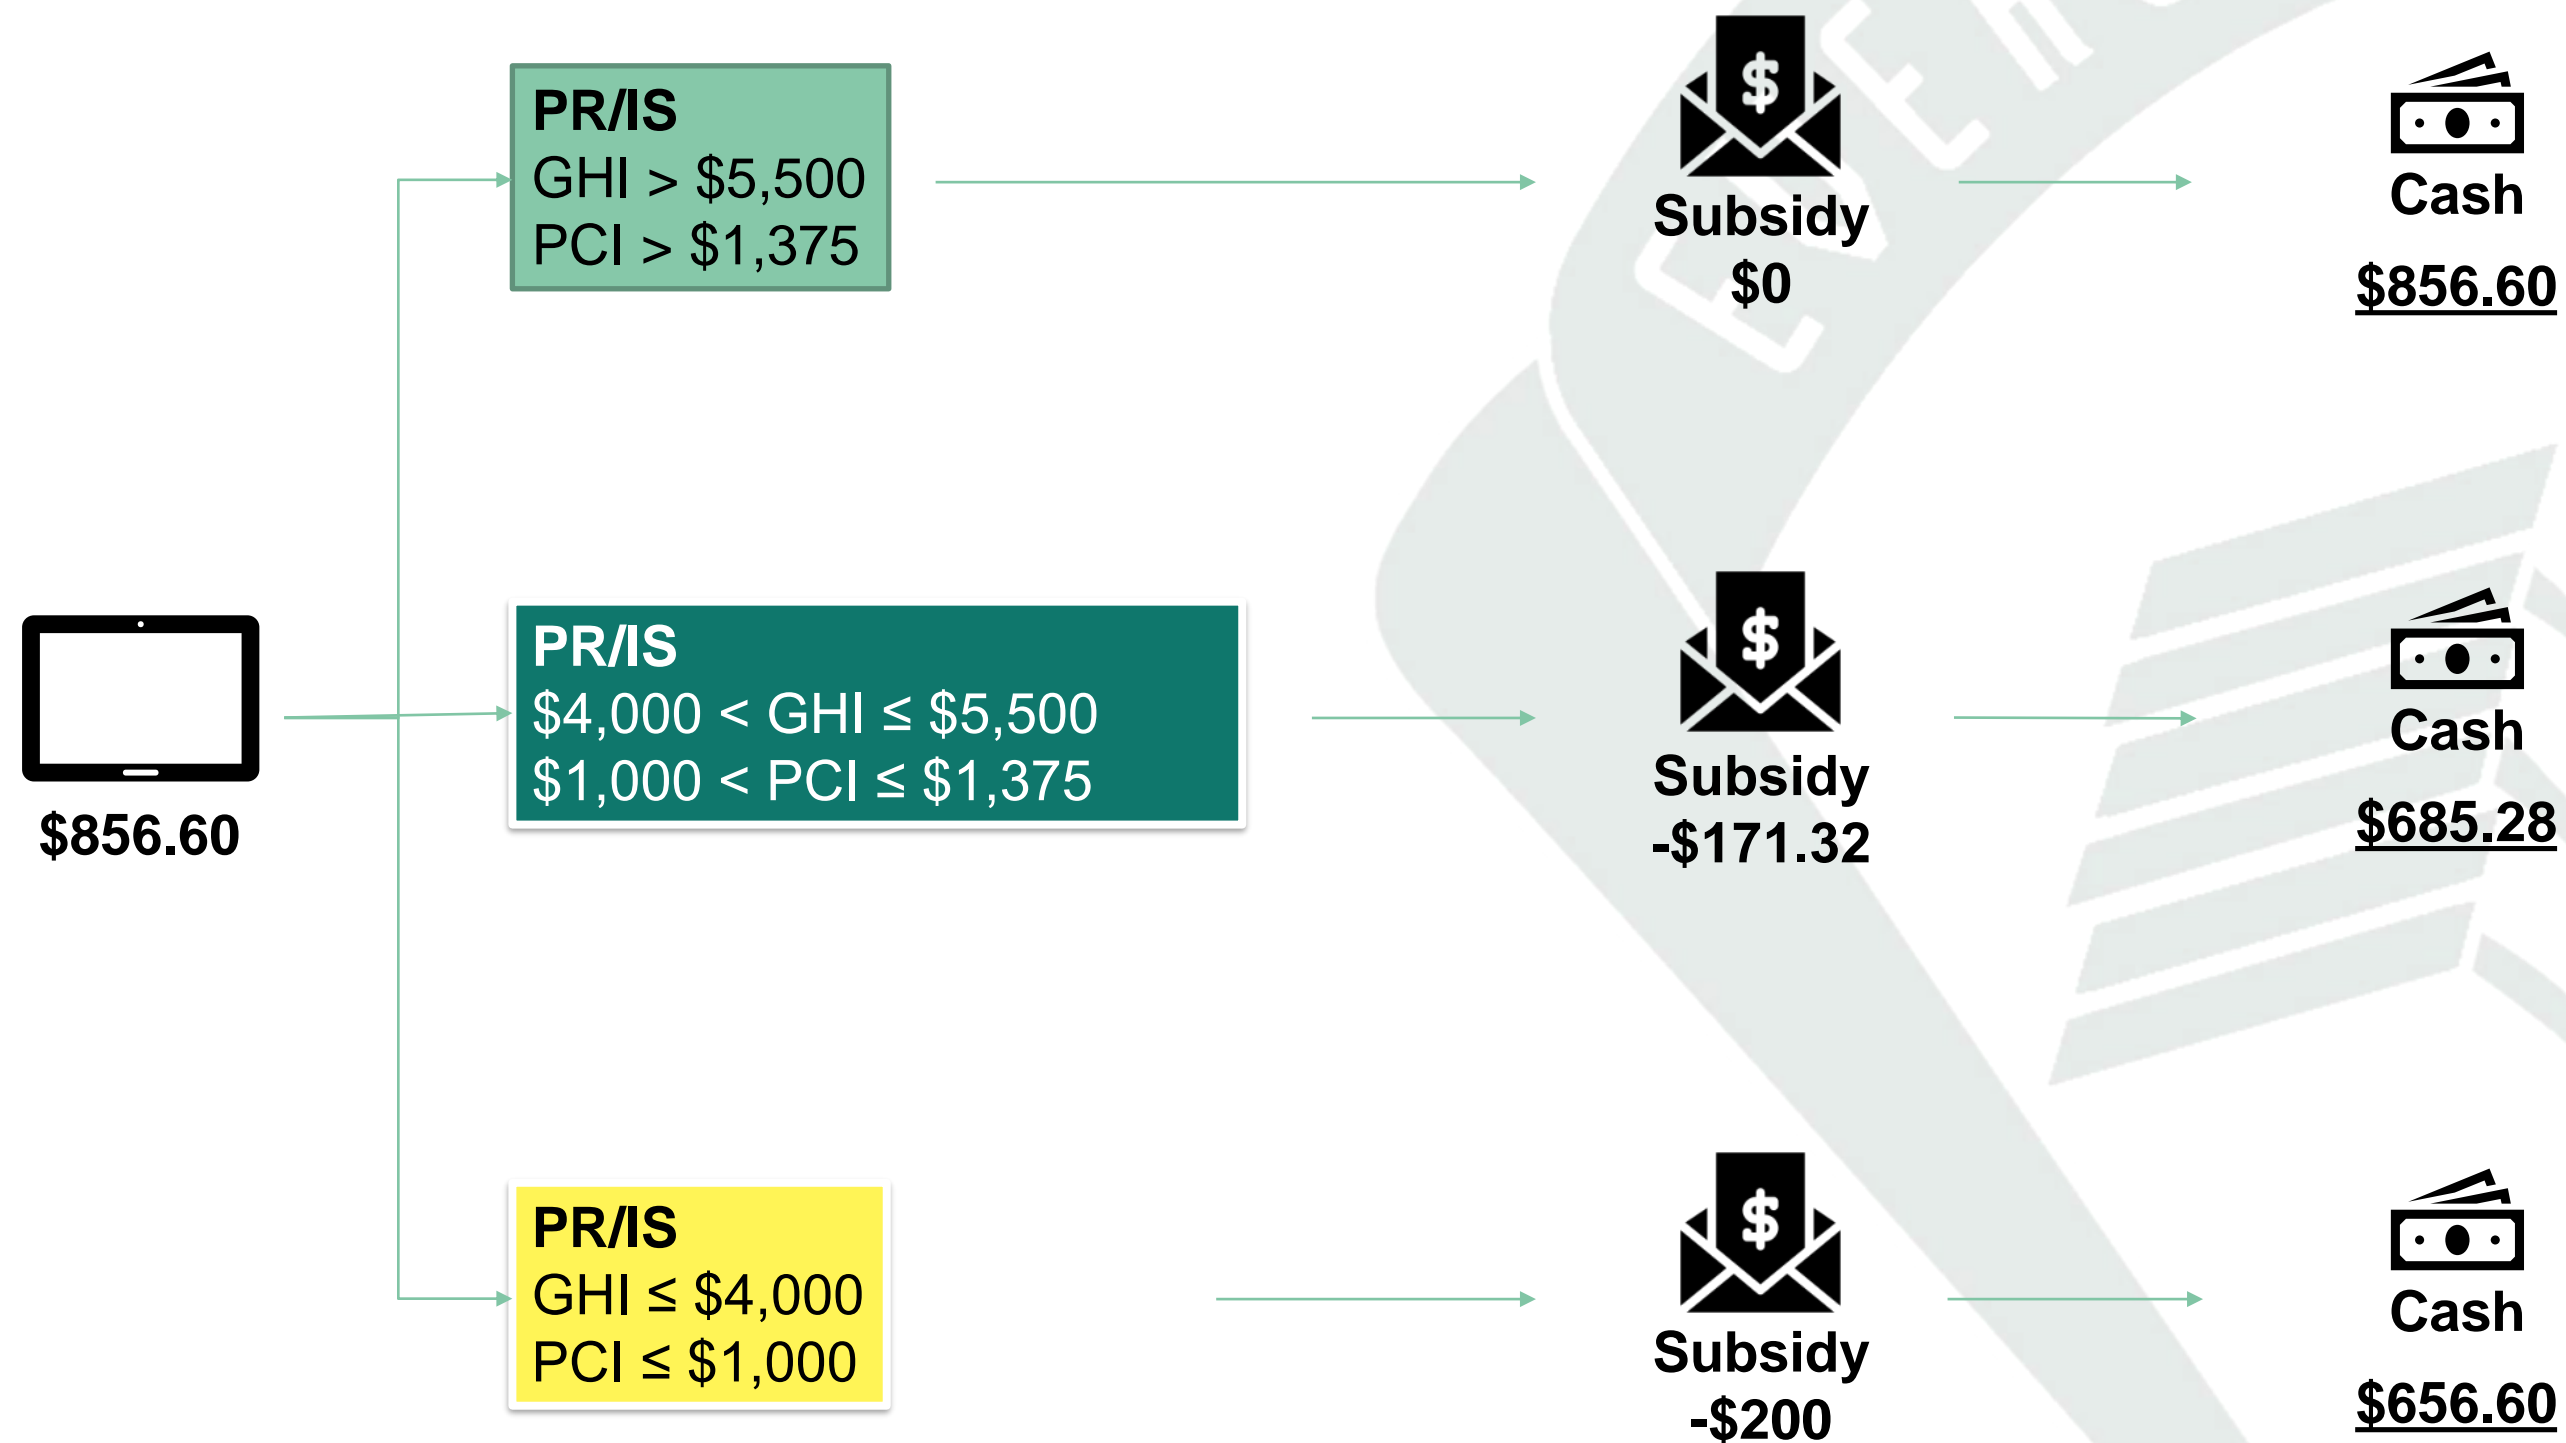 PR/IS
GHI > $5,500
PCI > $1,375
Subsidy
$0
Cash
$856.60
$856.60
PR/IS
$4,000 < GHI ≤ $5,500
$1,000 < PCI ≤ $1,375
Subsidy
-$171.32
Cash
$685.28
PR/IS
GHI ≤ $4,000
PCI ≤ $1,000
Subsidy
-$200
Cash
$656.60